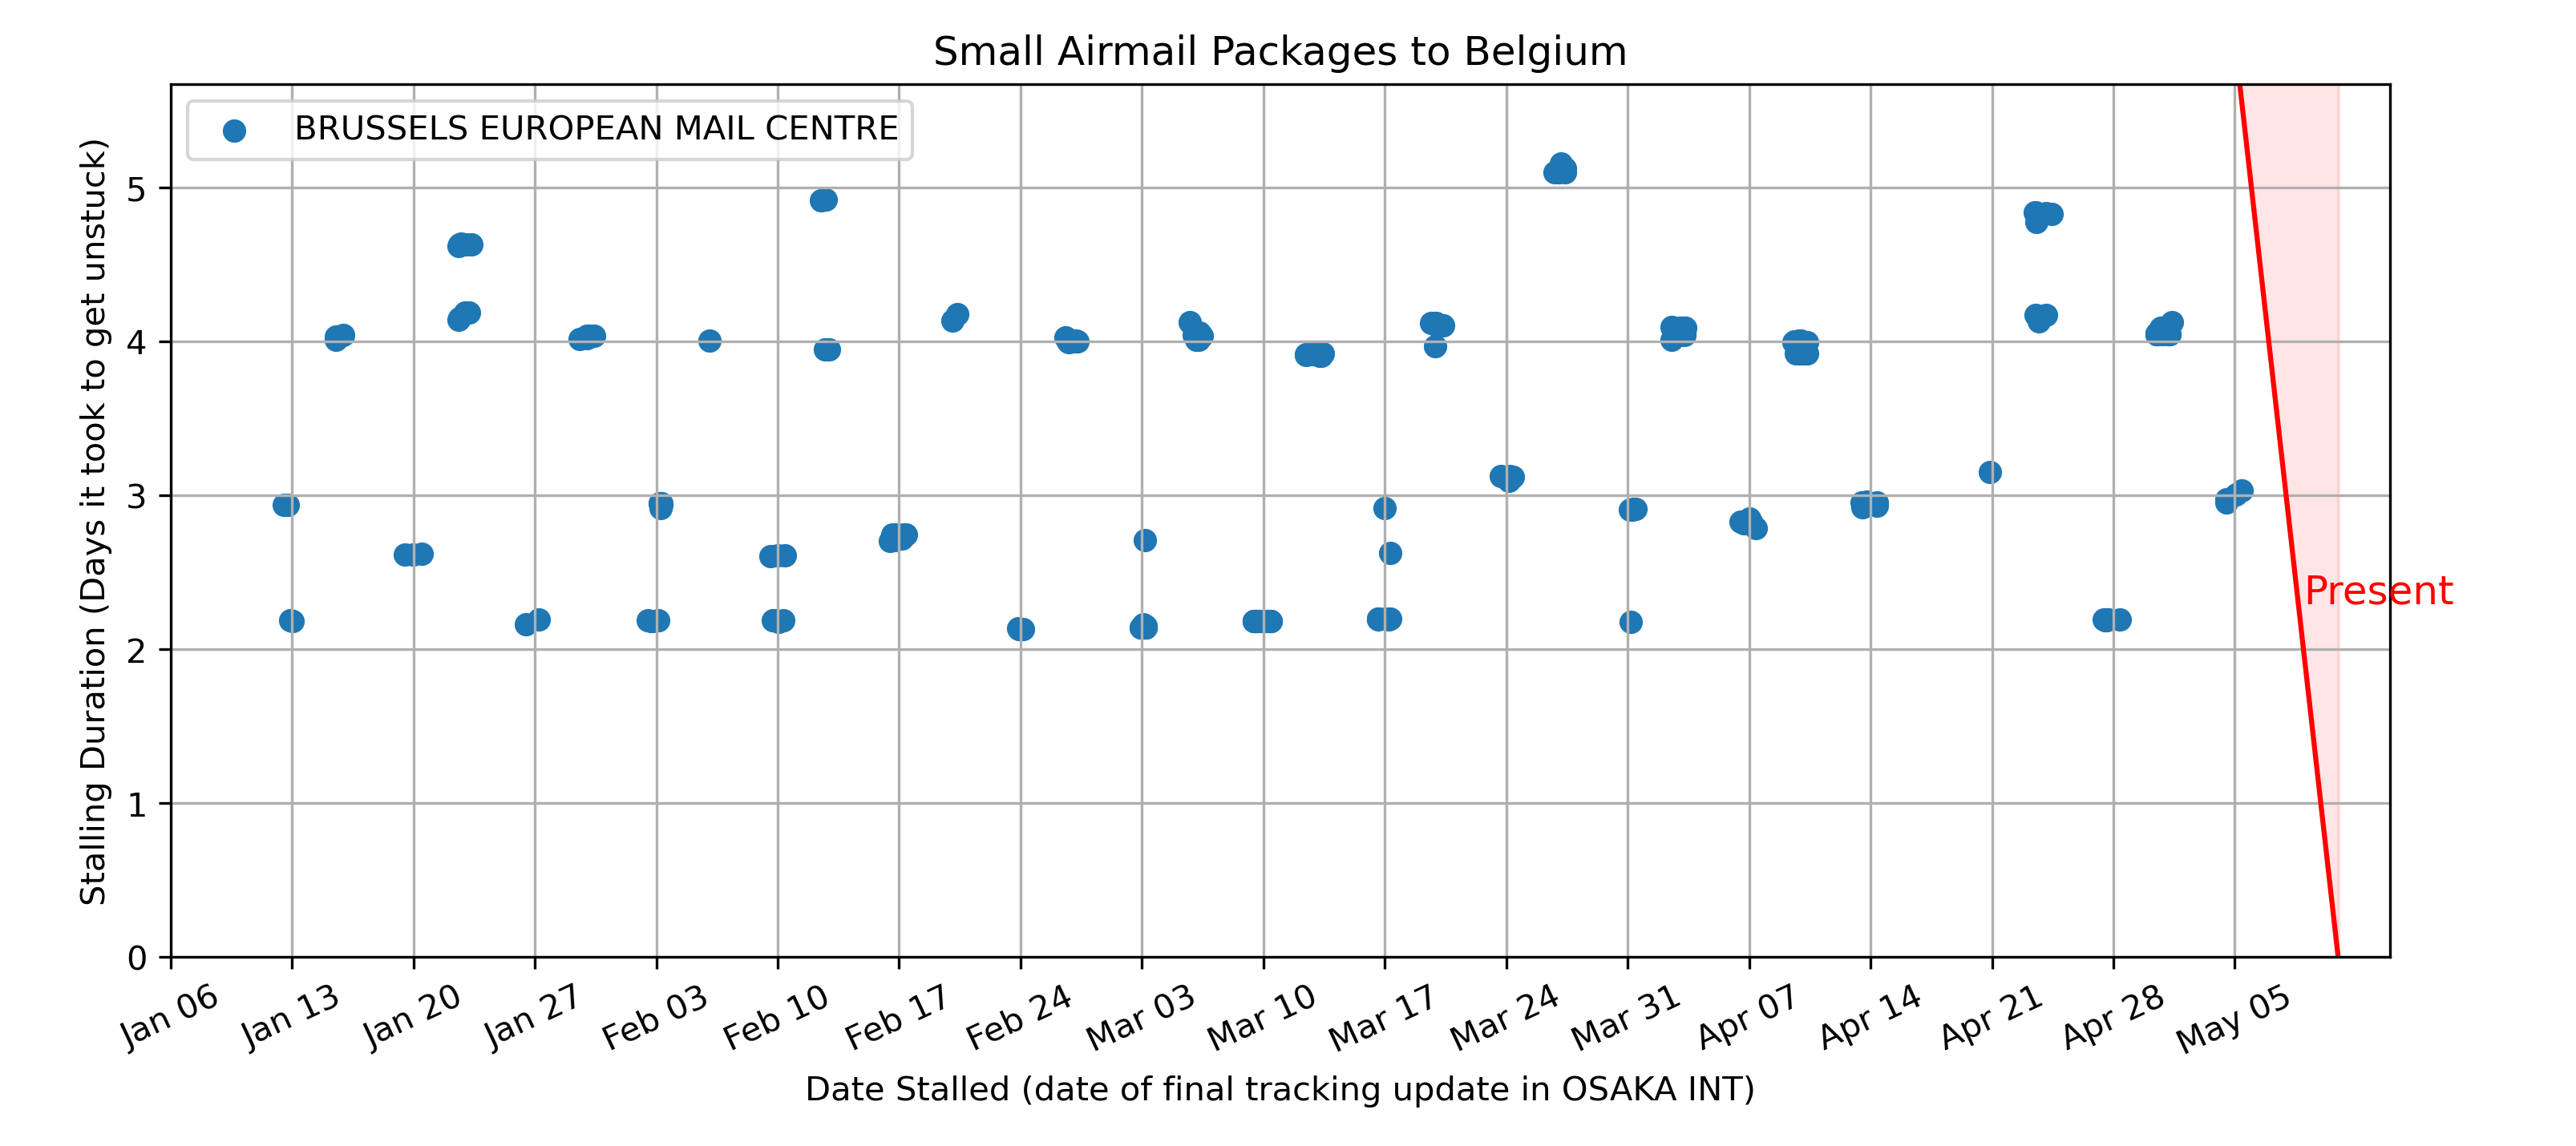 Small Airmail Packages to Belgium
BRUSSELS EUROPEAN MAIL CENTRE
Stalling Duration (Days it took to get unstuck)
5
4
3
2
1
0
Present
Jan 06
Jan 13
Jan 20
Jan 27
Feb 03
Feb 10
Feb 17
Feb 24
Mar 03
Mar 10
Mar 17
Mar 24
Mar 31
Apr 07
Apr 14
Apr 21
Apr 28
May 05
Date Stalled (date of final tracking update in OSAKA INT)